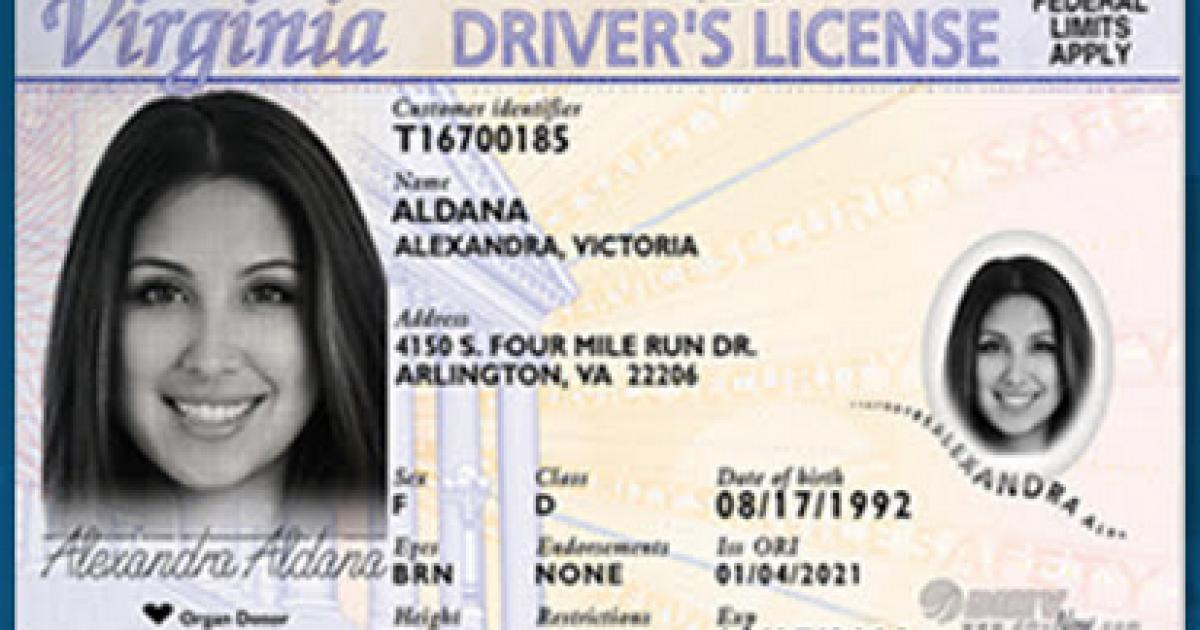 Virginia
DRIVER'S LICENSE
FEDERAL
LIMITS
APPLY
Customer identifier
T16700185
Name
ALDANA
ALEXANDRA, VICTORIA
Address
4150 S. FOUR MILE RUN DR.
ARLINGTON, VA 22206
Sex
F
Class
D
Date of birth
08/17/1992
Eyes
BRN
Endorsements
NONE
Iss ORI
01/04/2021
Height
Restrictions
Exp
Alexandra Aldana
Organ Donor
ALEXANDRA
SECURITY SAFE